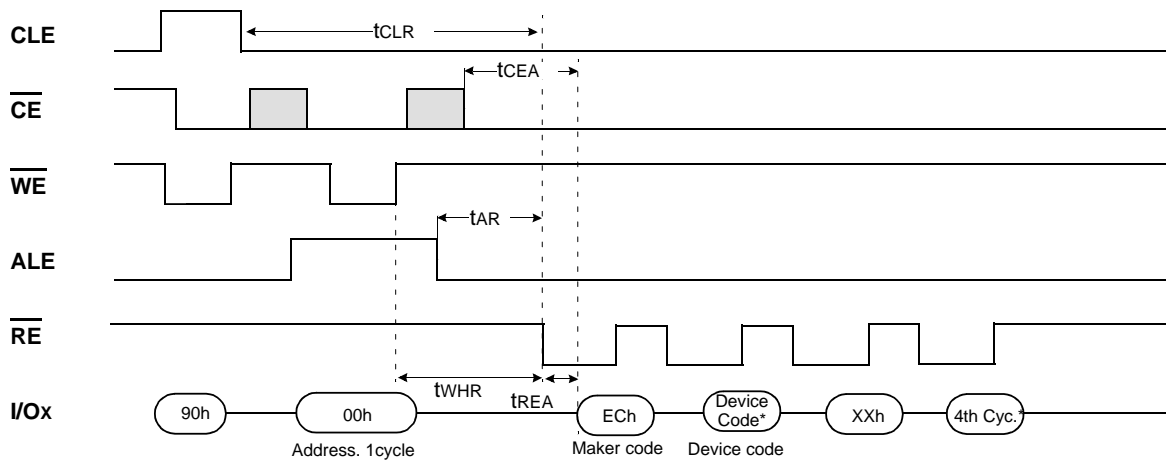 CLE
tCLR
tCEA
CE
WE
tAR
ALE
RE
tWHR
tREA
I/Ox
90h
00h
ECh
Device
Code*
XXh
4th Cyc.*
Address. 1cycle
Maker code
Device code